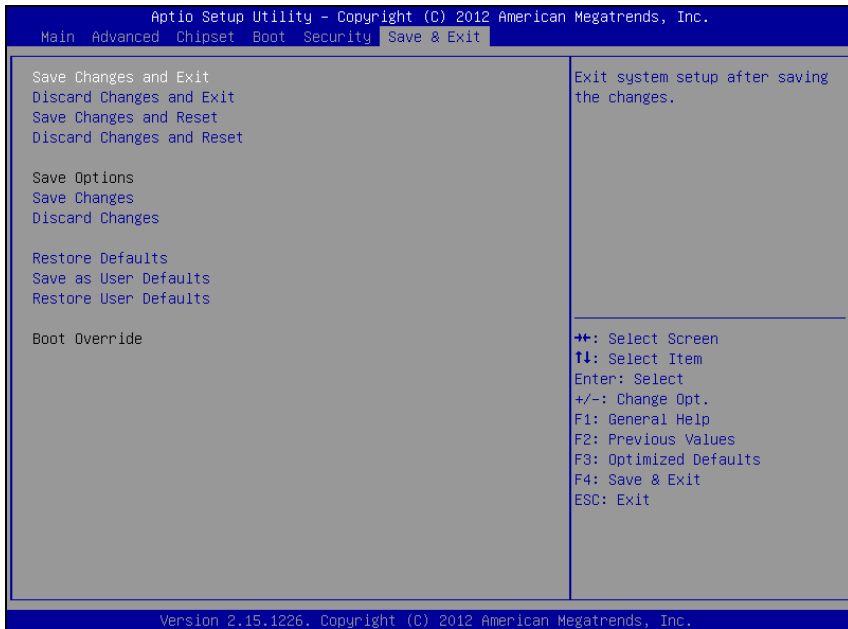 Aptio Setup Utility – Copyright (C) 2012 American Megatrends, Inc.
Main Advanced Chipset Boot Security Save & Exit
Save Changes and Exit
Discard Changes and Exit
Save Changes and Reset
Discard Changes and Reset
Save Options
Save Changes
Discard Changes
Restore Defaults
Save as User Defaults
Restore User Defaults
Boot Override
Exit system setup after saving
the changes.
→←: Select Screen
↑↓: Select Item
Enter: Select
+/-: Change Opt.
F1: General Help
F2: Previous Values
F3: Optimized Defaults
F4: Save & Exit
ESC: Exit
Version 2.15.1226. Copyright (C) 2012 American Megatrends, Inc.